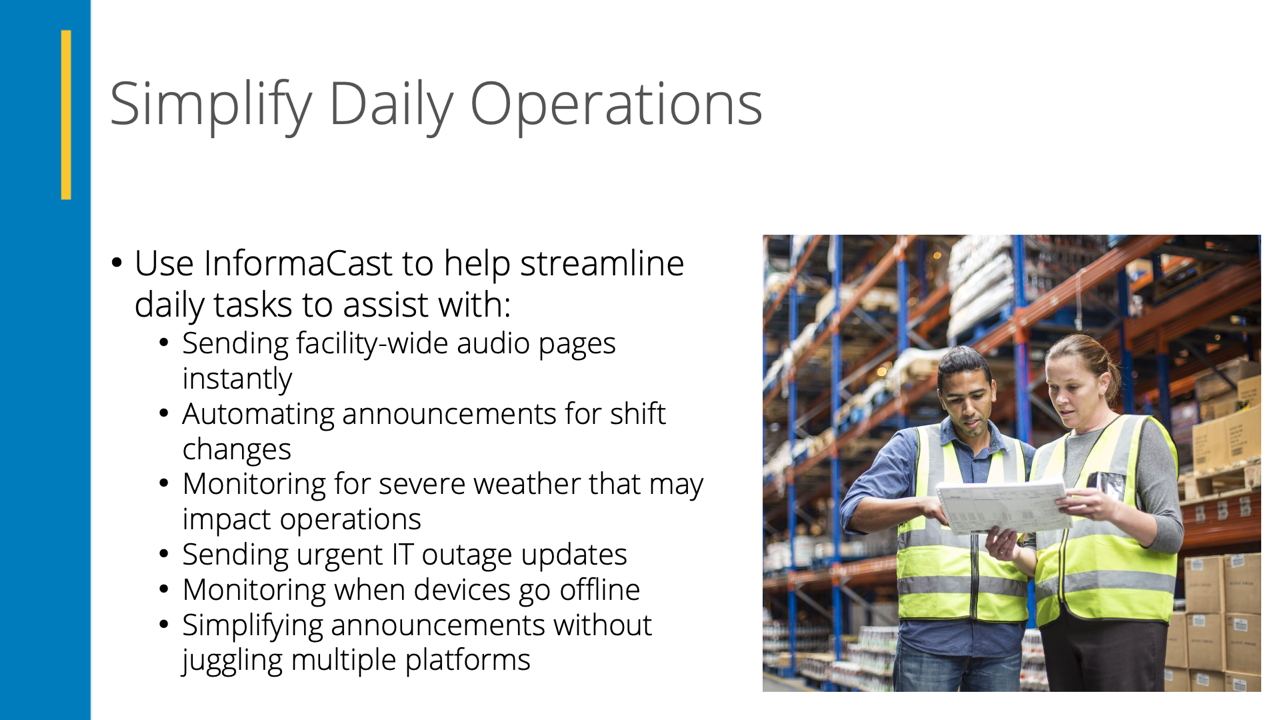 Simplify Daily Operations
• Use InformaCast to help streamline
daily tasks to assist with:
• Sending facility-wide audio pages
instantly
• Automating announcements for shift
changes
• Monitoring for severe weather that may
impact operations
• Sending urgent IT outage updates
• Monitoring when devices go offline
• Simplifying announcements without
juggling multiple platforms